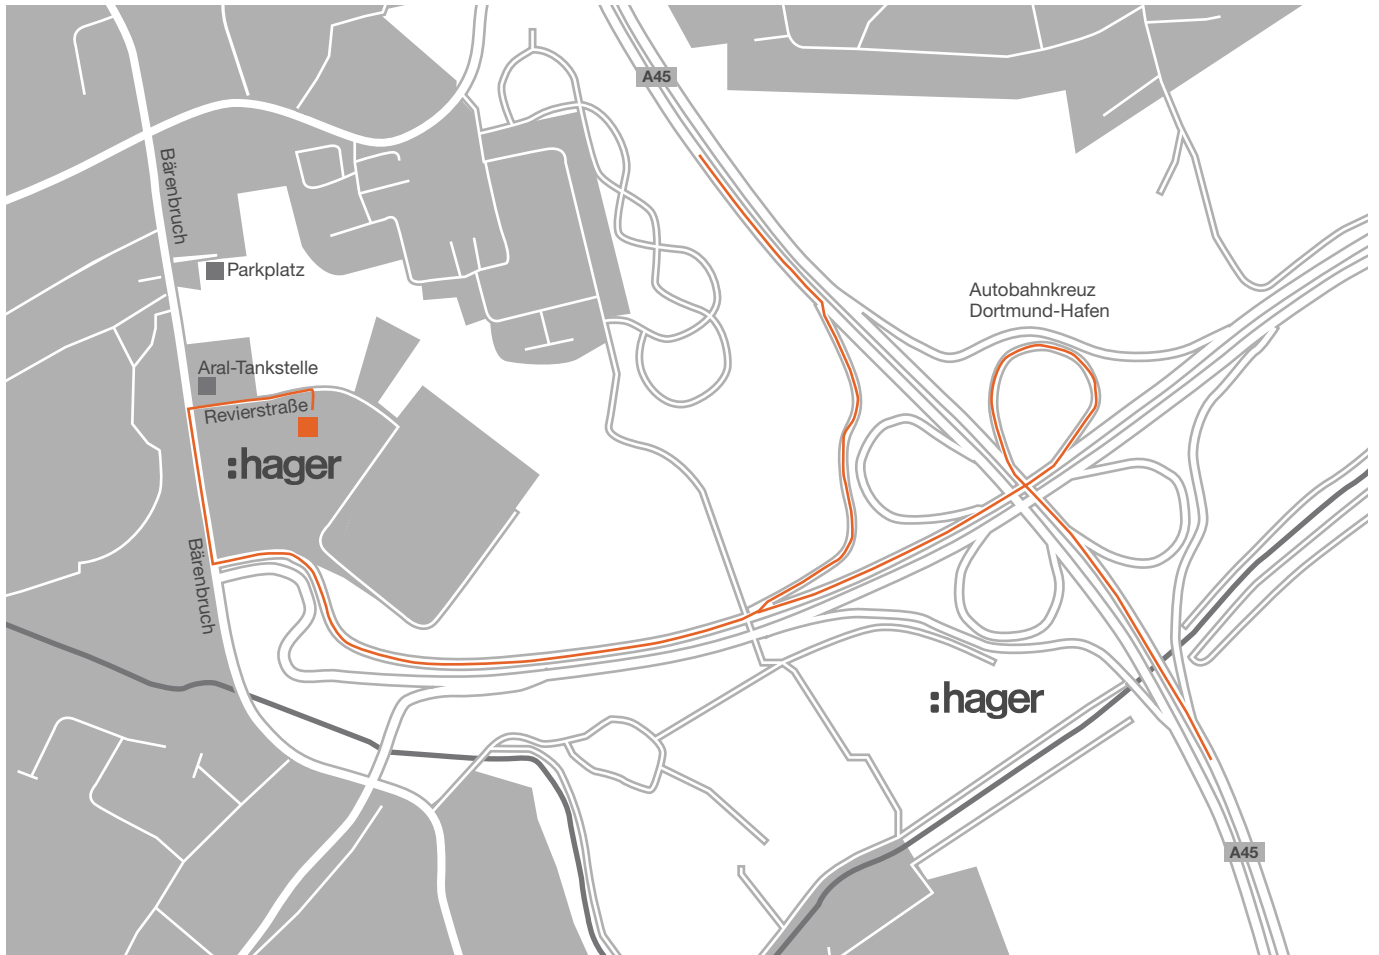 A45
Bärenbruch
Parkplatz
Autobahnkreuz
Dortmund-Hafen
Aral-Tankstelle
Revierstraße
:hager
Bärenbruch
:hager
A45